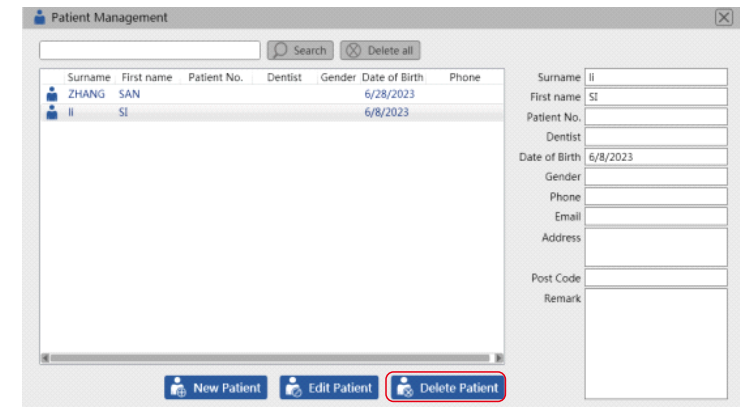 Patient Management
Search Delete all
Surname First name Patient No. Dentist Gender Date of Birth Phone
ZHANG SAN 6/28/2023
li SI 6/8/2023
Surname li
First name SI
Patient No.
Dentist
Date of Birth 6/8/2023
Gender
Phone
Email
Address
Post Code
Remark
New Patient Edit Patient Delete Patient